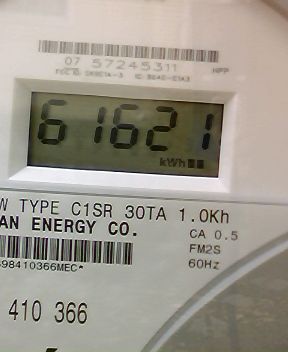 07 57245311
61621
kWh
W TYPE C1SR 30TA 1.0Kh
AN ENERGY CO.
CA 0.5
FM2S
60Hz
98410366MEC*
410 366